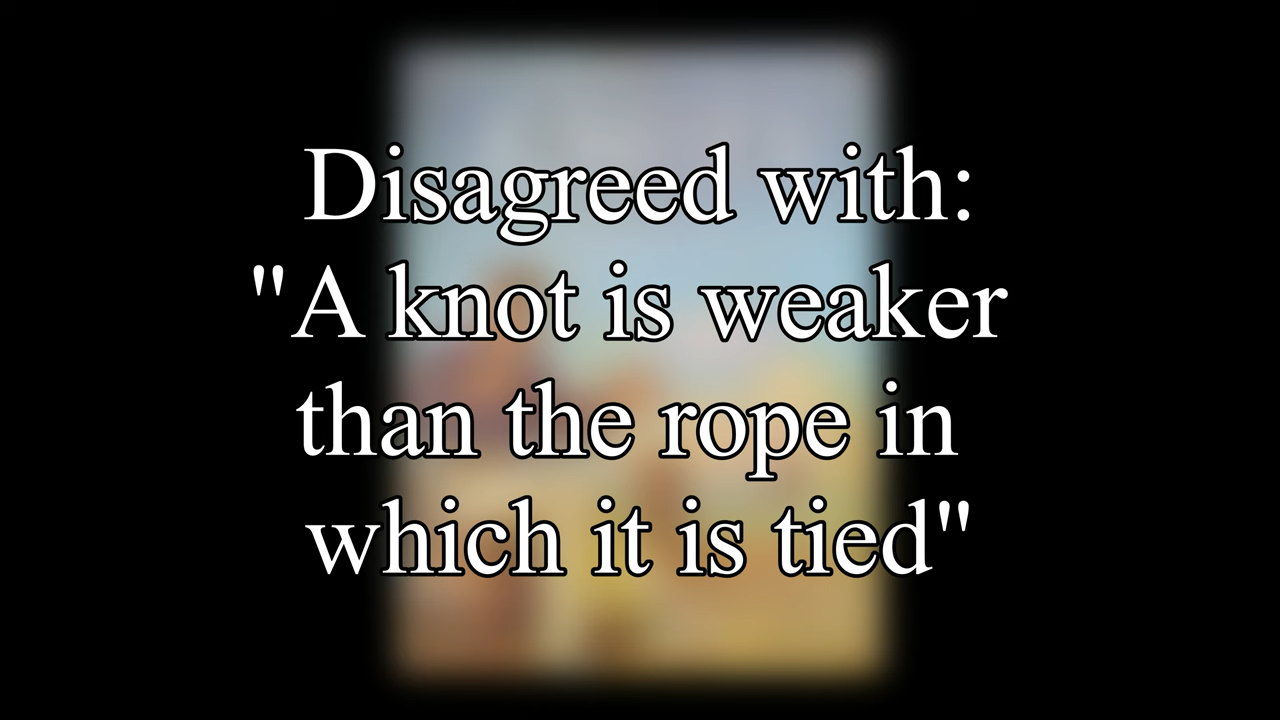 Disagreed with:
"A knot is weaker
than the rope in
which it is tied"